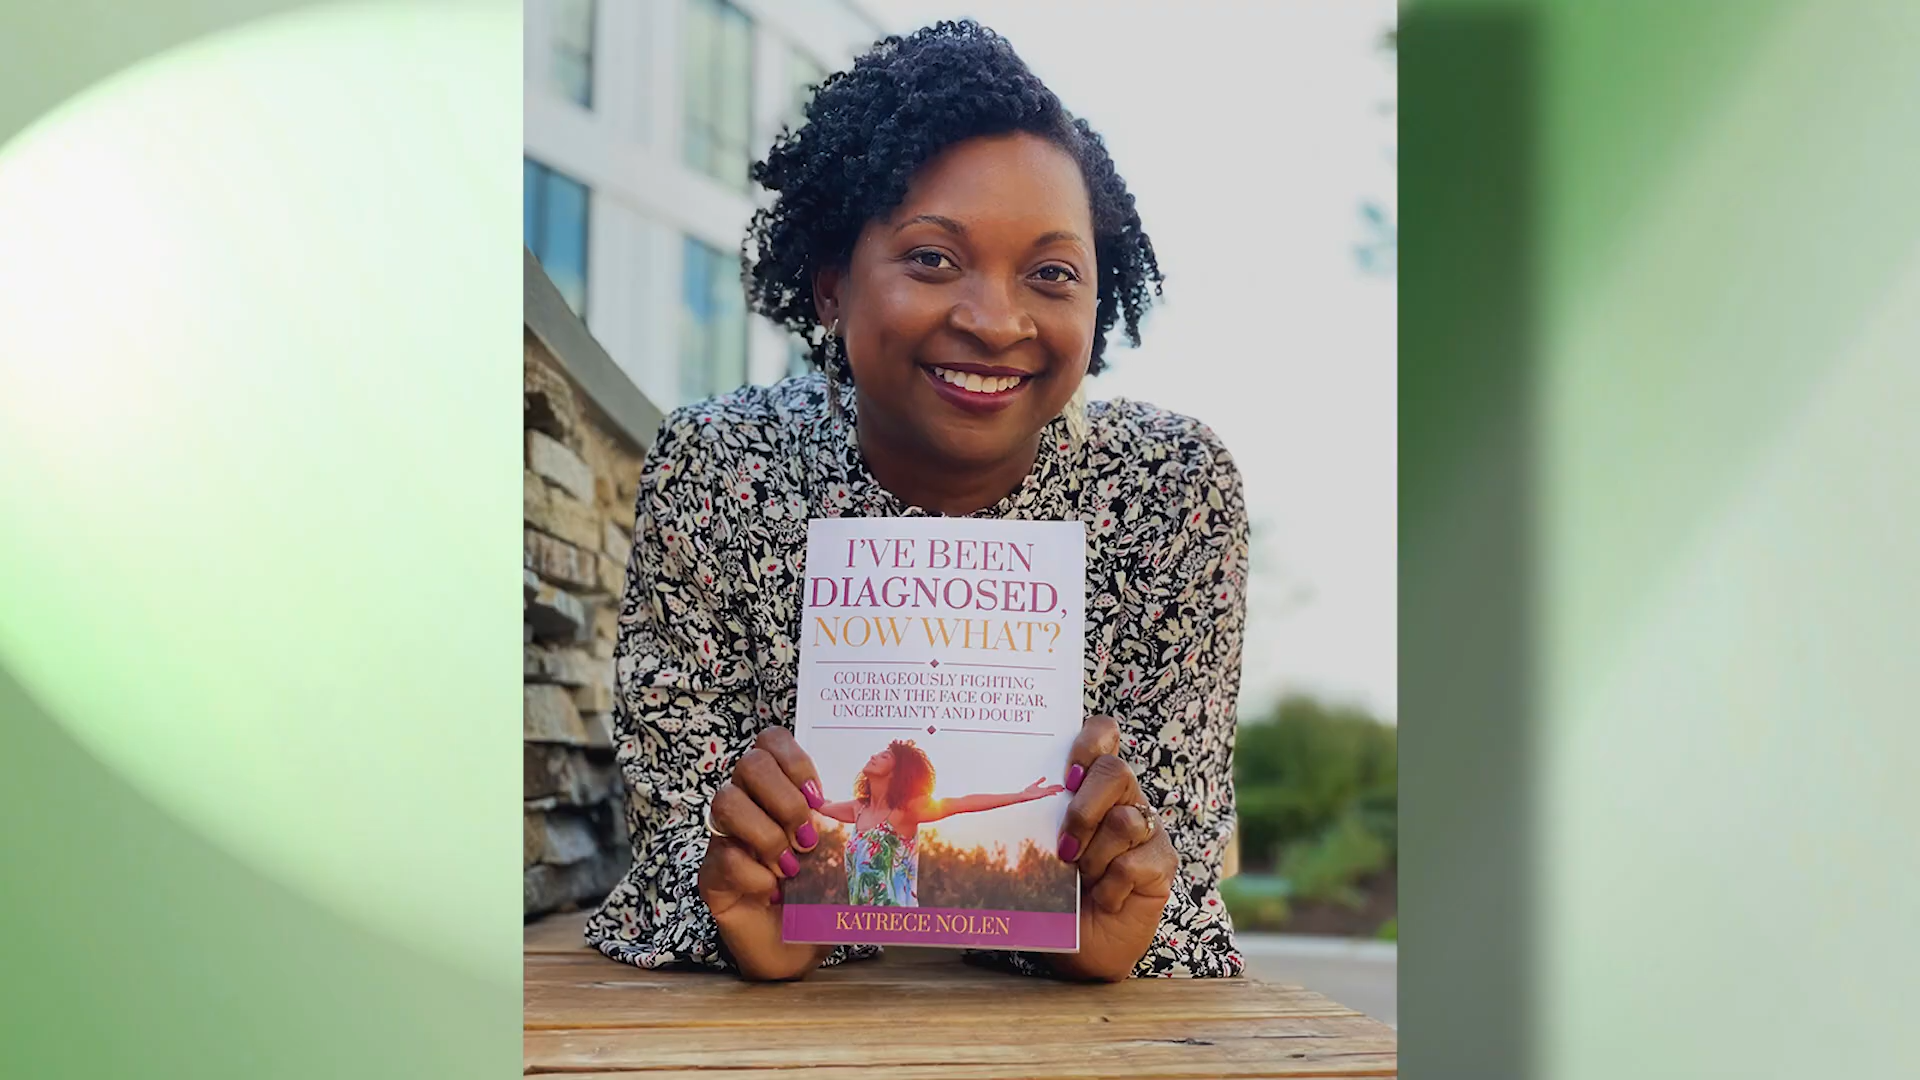 I'VE BEEN
DIAGNOSED,
NOW WHAT?
COURAGEOUSLY FIGHTING
CANCER IN THE FACE OF FEAR,
UNCERTAINTY AND DOUBT
KATRECE NOLEN